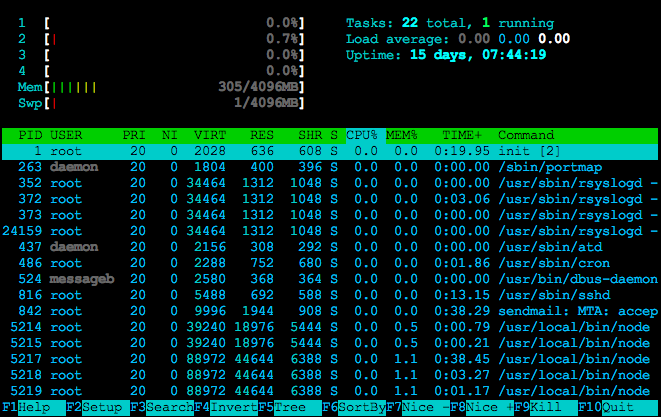 1 [ 0.0%] Tasks: 22 total, 1 running
2 [| 0.7%] Load average: 0.00 0.00 0.00
3 [ 0.0%] Uptime: 15 days, 07:44:19
4 [ 0.0%]
Mem[|||||| 305/4096MB]
Swp[| 1/4096MB]
PID USER PRI NI VIRT RES SHR S CPU% MEM% TIME+ Command
1 root 20 0 2028 636 608 S 0.0 0.0 0:19.95 init [2]
263 daemon 20 0 1804 400 396 S 0.0 0.0 0:00.00 /sbin/portmap
352 root 20 0 34464 1312 1048 S 0.0 0.0 0:00.00 /usr/sbin/rsyslogd -
372 root 20 0 34464 1312 1048 S 0.0 0.0 0:03.06 /usr/sbin/rsyslogd -
373 root 20 0 34464 1312 1048 S 0.0 0.0 0:00.00 /usr/sbin/rsyslogd -
24159 root 20 0 34464 1312 1048 S 0.0 0.0 0:00.00 /usr/sbin/rsyslogd -
437 daemon 20 0 2156 308 292 S 0.0 0.0 0:00.00 /usr/sbin/atd
486 root 20 0 2288 752 680 S 0.0 0.0 0:01.86 /usr/sbin/cron
524 messageb 20 0 2580 368 364 S 0.0 0.0 0:00.00 /usr/bin/dbus-daemon
816 root 20 0 5488 692 588 S 0.0 0.0 0:13.15 /usr/sbin/sshd
842 root 20 0 9996 1944 908 S 0.0 0.0 0:38.29 sendmail: MTA: accep
5214 root 20 0 39240 18976 5444 S 0.0 0.5 0:00.79 /usr/local/bin/node
5215 root 20 0 39240 18976 5444 S 0.0 0.5 0:00.21 /usr/local/bin/node
5217 root 20 0 88972 44644 6388 S 0.0 1.1 0:38.45 /usr/local/bin/node
5218 root 20 0 88972 44644 6388 S 0.0 1.1 0:03.27 /usr/local/bin/node
5219 root 20 0 88972 44644 6388 S 0.0 1.1 0:01.17 /usr/local/bin/node
F1Help F2Setup F3SearchF4InvertF5Tree F6SortByF7Nice -F8Nice +F9Kill F10Quit